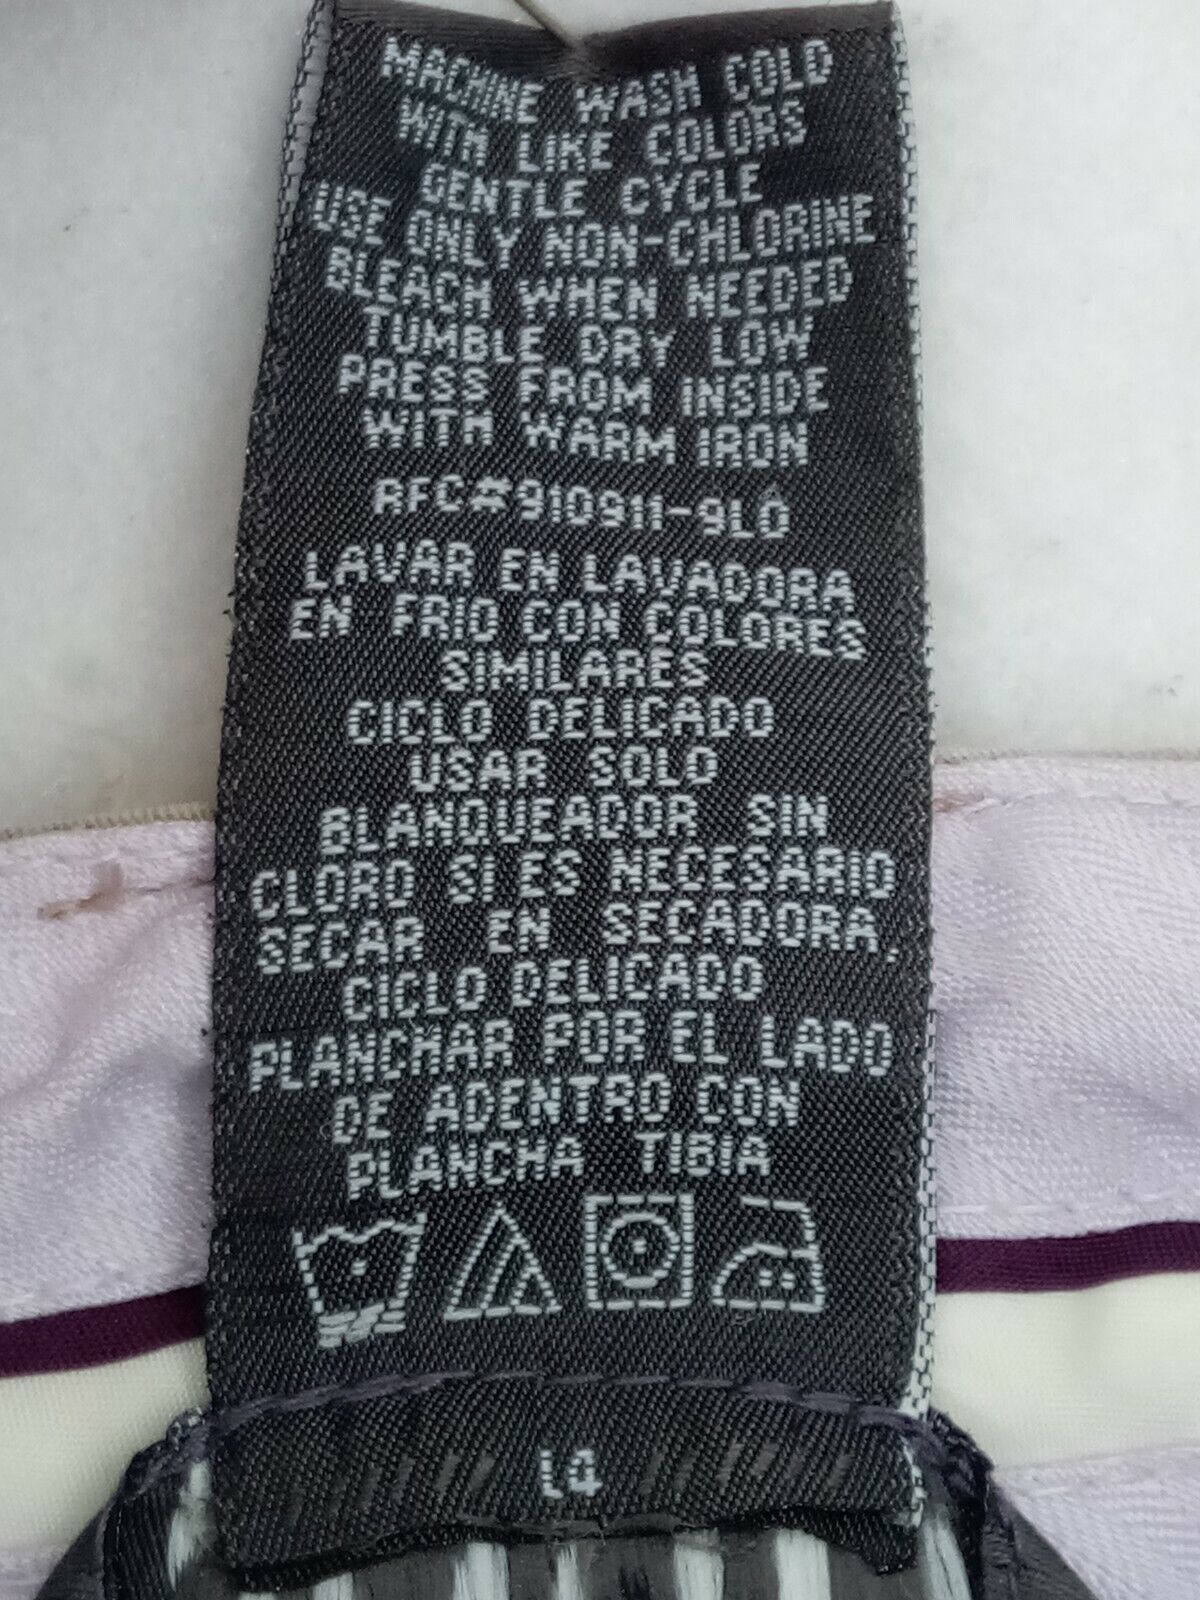 MACHINE WASH COLD
WITH LIKE COLORS
GENTLE CYCLE
USE ONLY NON-CHLORINE
BLEACH WHEN NEEDED
TUMBLE DRY LOW
PRESS FROM INSIDE
WITH WARM IRON
RFC#910911-9L0
LAVAR EN LAVADORA
EN FRIO CON COLORES
SIMILARES
CICLO DELICADO
USAR SOLO
BLANQUEADOR SIN
CLORO SI ES NECESARIO
SECAR EN SECADORA,
CICLO DELICADO
PLANCHAR POR EL LADO
DE ADENTRO CON
PLANCHA TIBIA
L4